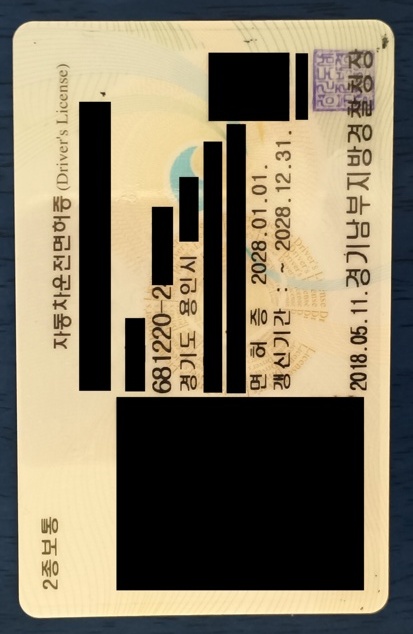 2종보통
자동차운전면허증 (Driver's License)
681220-2
경기도 용인시
면 허 증 2028.01.01.
갱신기간 : ~ 2028.12.31.
2018.05.11. 경기남부지방경찰청장